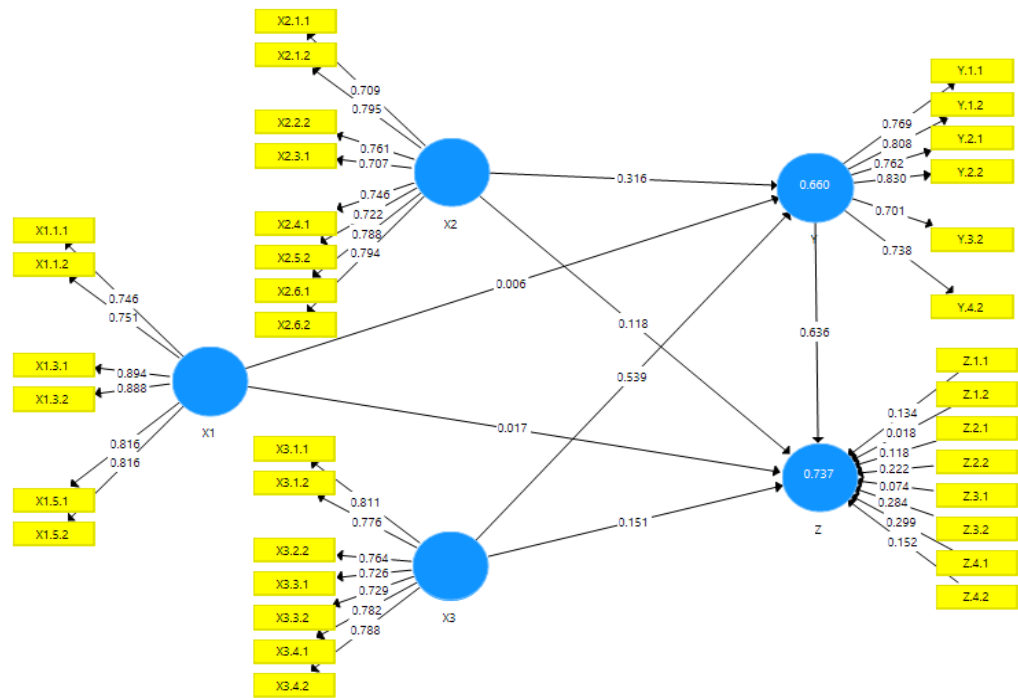 X2.1.1
X2.1.2
0.709
0.795
X2.2.2
X2.3.1
0.761
0.707
X2.4.1
X2.5.2
X2.6.1
X2.6.2
0.746
0.722
0.788
0.794
X2
0.316
0.118
X1.1.1
X1.1.2
0.746
0.751
X1.3.1
X1.3.2
0.894
0.888
X1.5.1
X1.5.2
0.816
0.816
X1
0.006
0.017
X3.1.1
X3.1.2
0.811
0.776
X3.2.2
X3.3.1
X3.3.2
X3.4.1
X3.4.2
0.764
0.726
0.729
0.782
0.788
X3
0.539
0.151
Y.1.1
Y.1.2
Y.2.1
Y.2.2
Y.3.2
Y.4.2
0.769
0.808
0.762
0.830
0.701
0.738
0.660
Y
0.636
Z.1.1
Z.1.2
Z.2.1
Z.2.2
Z.3.1
Z.3.2
Z.4.1
Z.4.2
0.134
0.018
0.118
0.222
0.074
0.284
0.299
0.152
0.737
Z